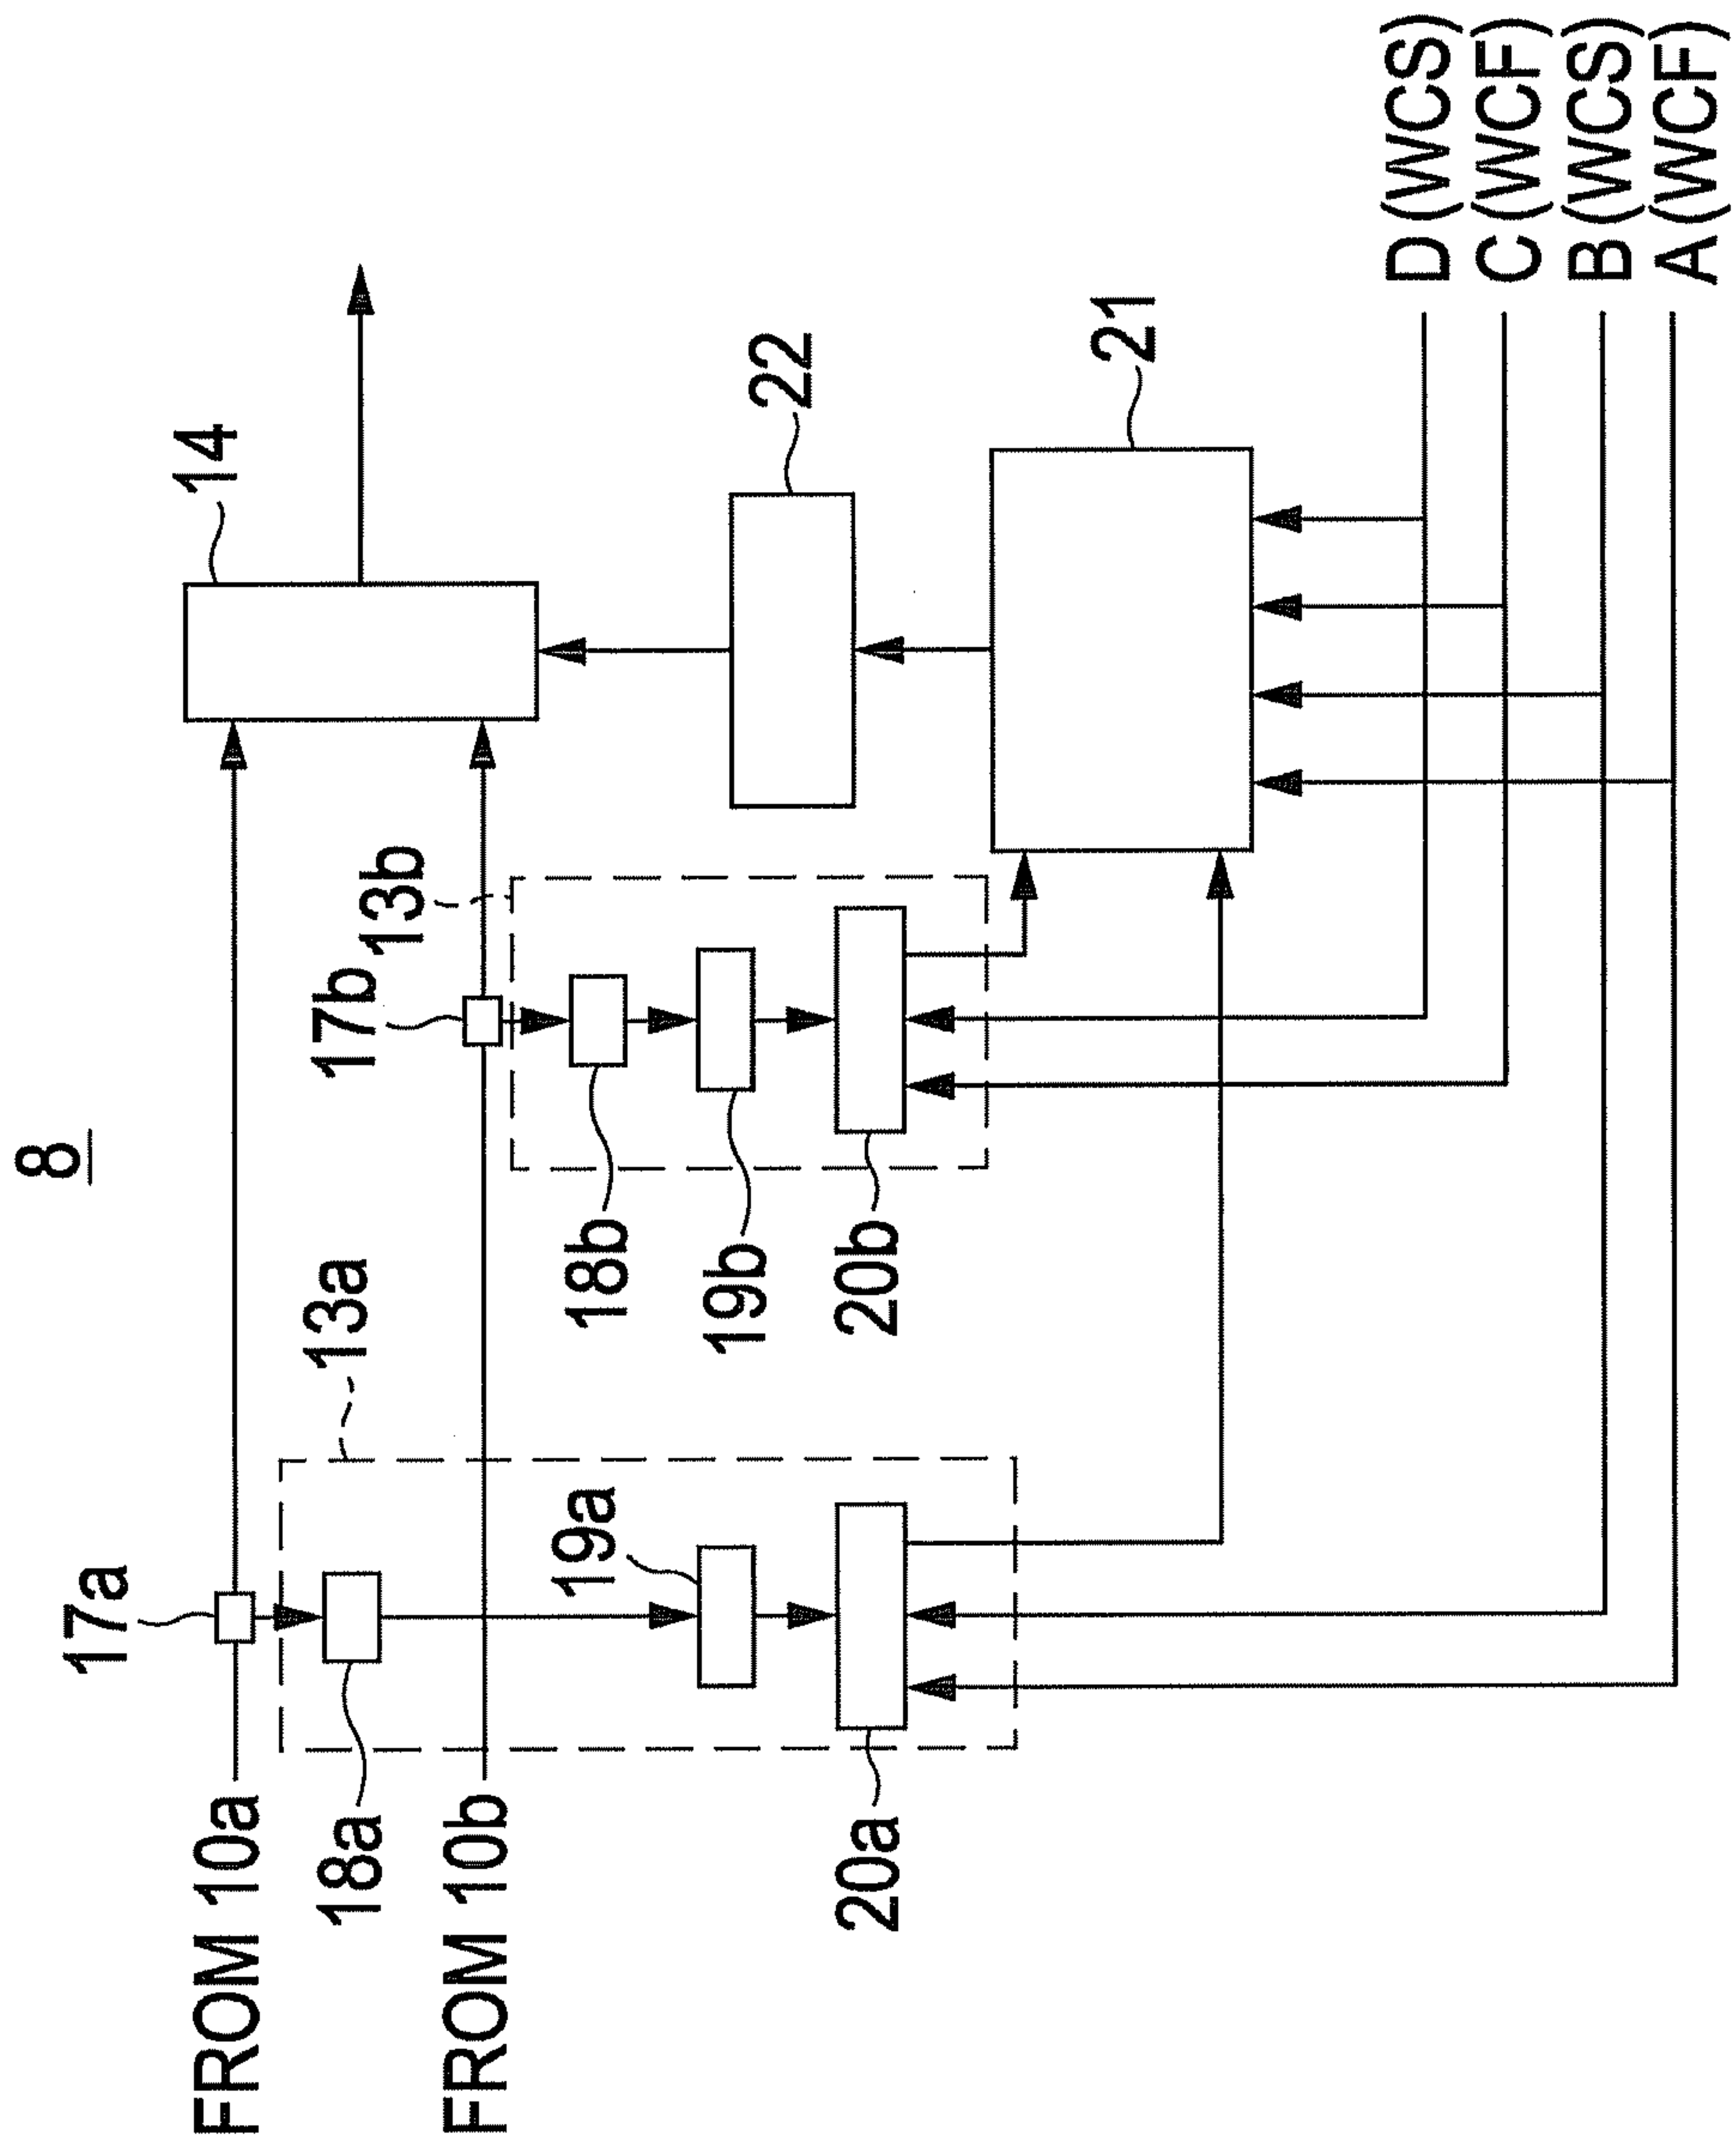 8
17a
FROM 10a
18a
FROM 10b
13a
19a
20a
17b
13b
18b
19b
20b
14
22
21
D (WCS)
C (WCF)
B (WCS)
A (WCF)